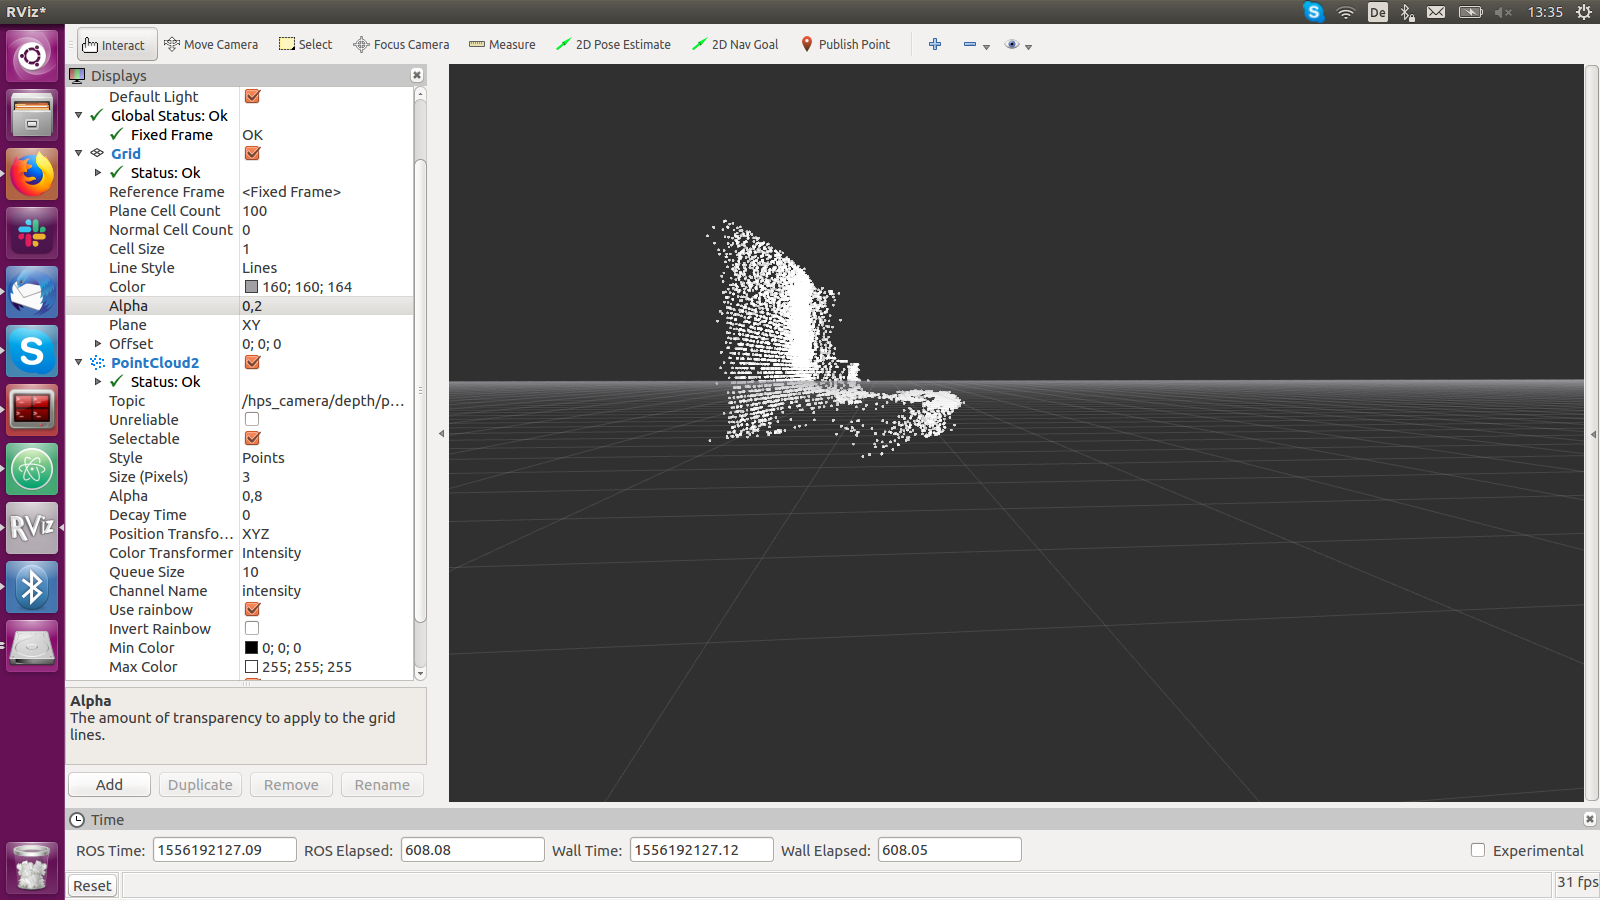 RViz*
De
13:35
Interact Move Camera Select Focus Camera Measure 2D Pose Estimate 2D Nav Goal Publish Point
Displays
Default Light
Global Status: Ok
Fixed Frame OK
Grid
Status: Ok
Reference Frame <Fixed Frame>
Plane Cell Count 100
Normal Cell Count 0
Cell Size 1
Line Style Lines
Color 160; 160; 164
Alpha 0,2
Plane XY
Offset 0; 0; 0
PointCloud2
Status: Ok
Topic /hps_camera/depth/p...
Unreliable
Selectable
Style Points
Size (Pixels) 3
Alpha 0,8
Decay Time 0
Position Transfo... XYZ
Color Transformer Intensity
Queue Size 10
Channel Name intensity
Use rainbow
Invert Rainbow
Min Color 0; 0; 0
Max Color 255; 255; 255
Alpha
The amount of transparency to apply to the grid
lines.
Add Duplicate Remove Rename
Time
ROS Time: 1556192127.09 ROS Elapsed: 608.08 Wall Time: 1556192127.12 Wall Elapsed: 608.05 Experimental
Reset 31 fps
S
RViz